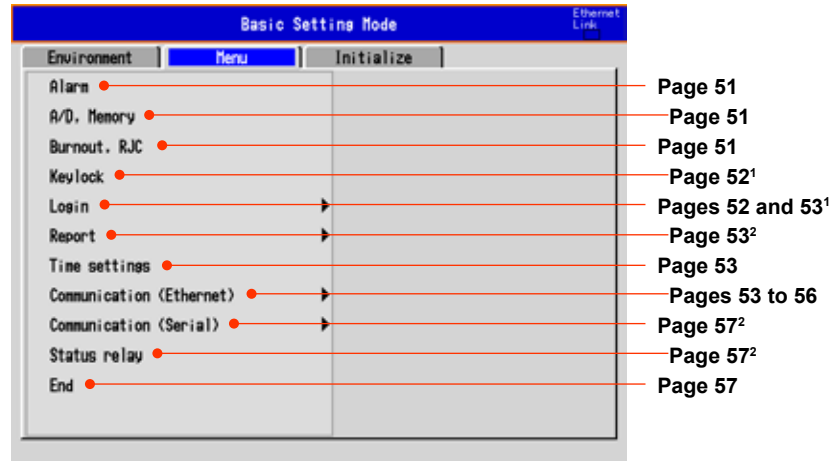 Basic Setting Mode
Ethernet
Link
Environment Menu Initialize
Alarm Page 51
A/D, Memory Page 51
Burnout, RJC Page 51
Keylock Page 52¹
Login Pages 52 and 53¹
Report Page 53²
Time settings Page 53
Communication (Ethernet) Pages 53 to 56
Communication (Serial) Page 57²
Status relay Page 57²
End Page 57